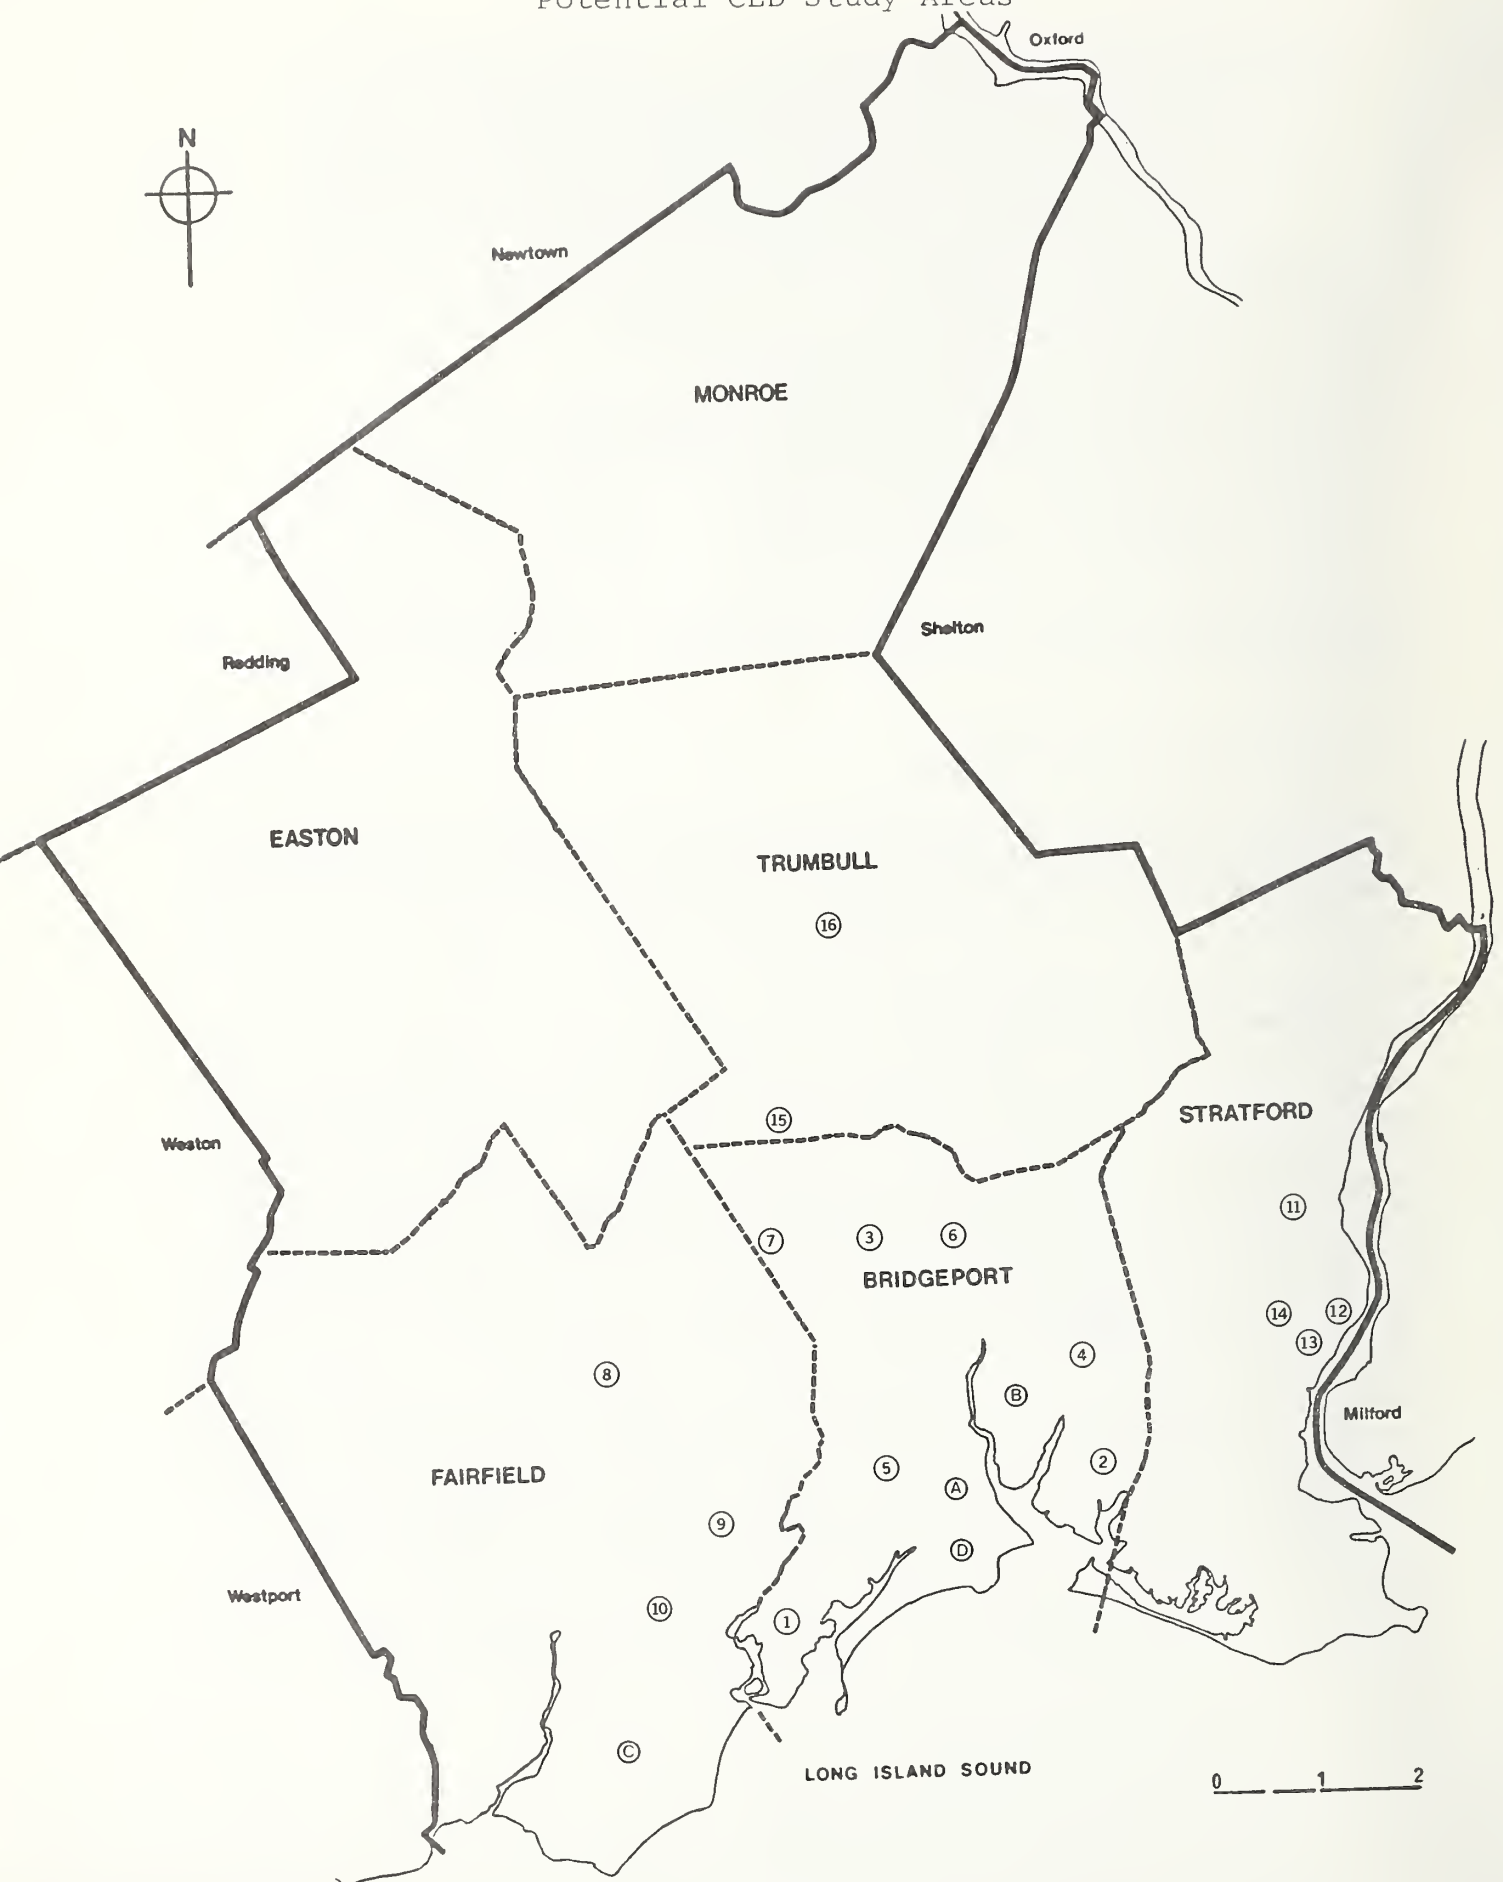 Potential CED Study Areas
Oxford
N
Newtown
MONROE
Shelton
Redding
EASTON
TRUMBULL
16
STRATFORD
15
Weston
11
7
3
6
BRIDGEPORT
14
12
13
4
8
B
Milford
FAIRFIELD
5
2
A
9
D
Westport
10
1
C
LONG ISLAND SOUND
0 1 2